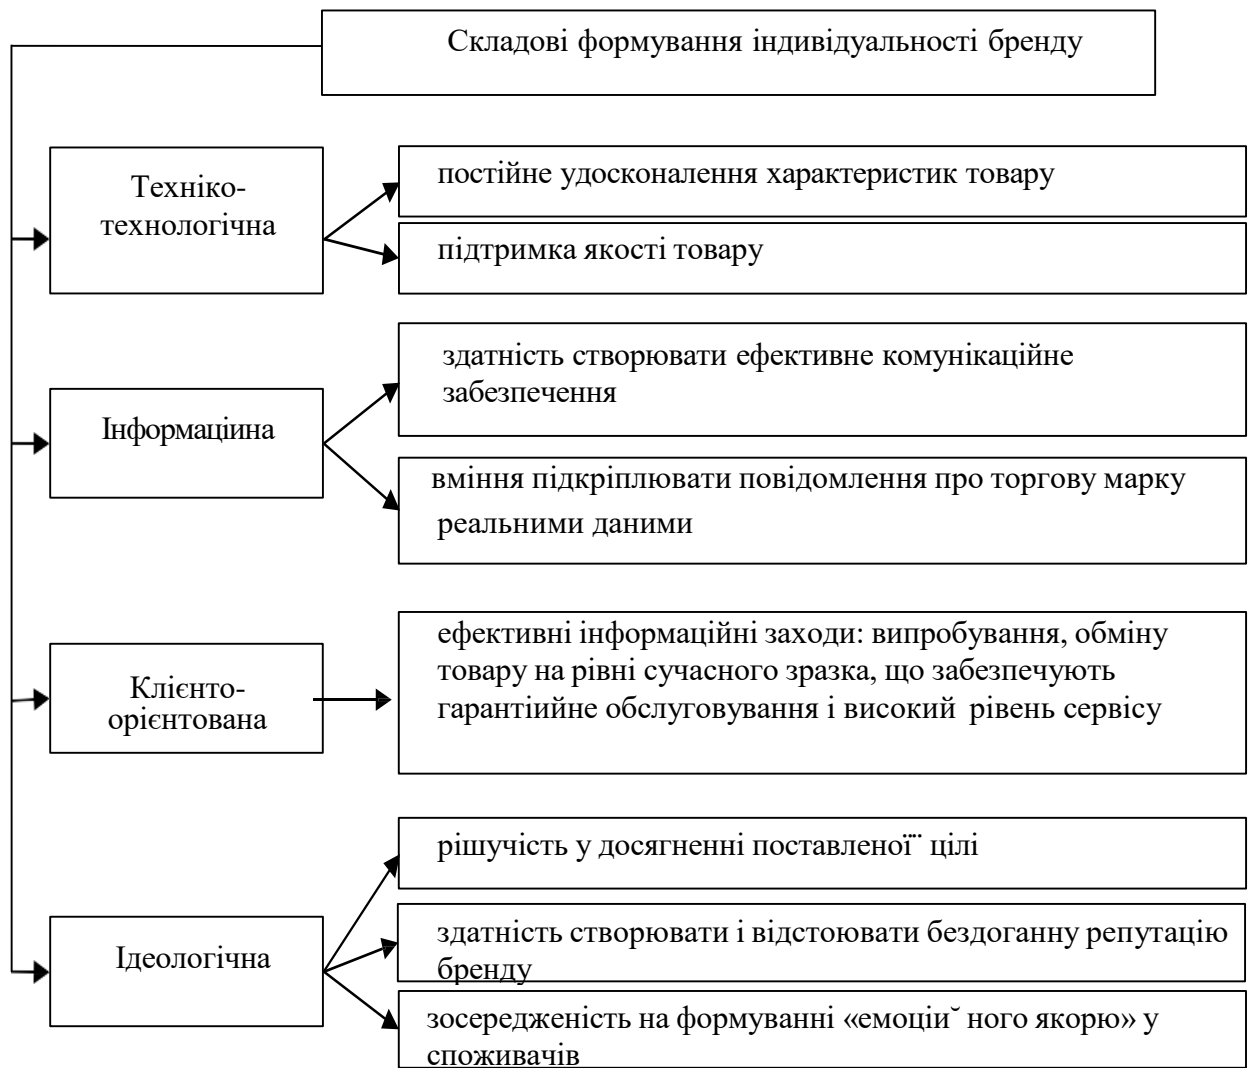 Складові формування індивідуальності бренду
Техніко-
технологічна
постійне удосконалення характеристик товару
підтримка якості товару
Інформаціина
здатність створювати ефективне комунікаційне
забезпечення
вміння підкріплювати повідомлення про торгову марку
реальними даними
Клієнто-
орієнтована
ефективні інформаційні заходи: випробування, обміну
товару на рівні сучасного зразка, що забезпечують
гарантіийне обслуговування і високий рівень сервісу
Ідеологічна
рішучість у досягненні поставленої¨ цілі
здатність створювати і відстоювати бездоганну репутацію
бренду
зосередженість на формуванні «емоціи˘ ного якорю» у
споживачів